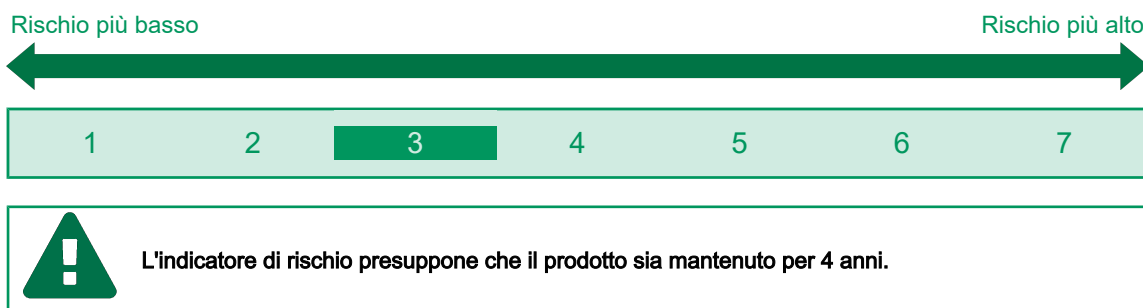 Rischio più basso Rischio più alto
1 2 3 4 5 6 7
L'indicatore di rischio presuppone che il prodotto sia mantenuto per 4 anni.